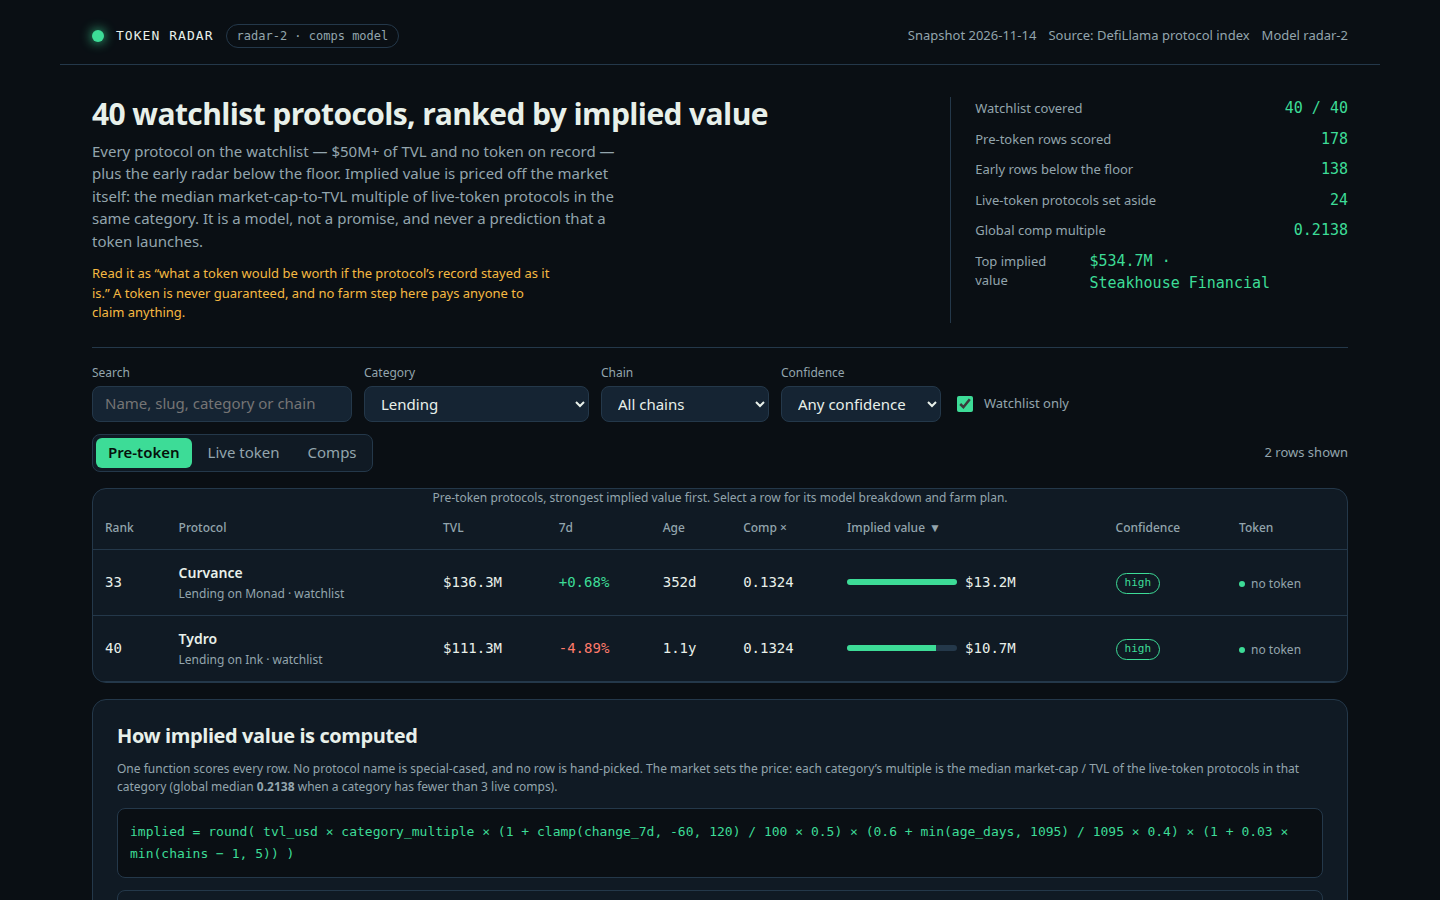 TOKEN RADAR radar-2 · comps model Snapshot 2026-11-14 Source: DefiLlama protocol index Model radar-2
40 watchlist protocols, ranked by implied value
Every protocol on the watchlist — $50M+ of TVL and no token on record —
plus the early radar below the floor. Implied value is priced off the market
itself: the median market-cap-to-TVL multiple of live-token protocols in the
same category. It is a model, not a promise, and never a prediction that a
token launches.
Read it as “what a token would be worth if the protocol’s record stayed as it
is.” A token is never guaranteed, and no farm step here pays anyone to
claim anything.
Watchlist covered 40 / 40
Pre-token rows scored 178
Early rows below the floor 138
Live-token protocols set aside 24
Global comp multiple 0.2138
Top implied value $534.7M · Steakhouse Financial
Search Category Chain Confidence
Name, slug, category or chain Lending All chains Any confidence Watchlist only
Pre-token Live token Comps 2 rows shown
Pre-token protocols, strongest implied value first. Select a row for its model breakdown and farm plan.
Rank Protocol TVL 7d Age Comp × Implied value ▼ Confidence Token
33 Curvance $136.3M +0.68% 352d 0.1324 $13.2M high no token
Lending on Monad · watchlist
40 Tydro $111.3M -4.89% 1.1y 0.1324 $10.7M high no token
Lending on Ink · watchlist
How implied value is computed
One function scores every row. No protocol name is special-cased, and no row is hand-picked. The market sets the price: each category’s multiple is the median market-cap / TVL of the live-token protocols in that
category (global median 0.2138 when a category has fewer than 3 live comps).
implied = round( tvl_usd × category_multiple × (1 + clamp(change_7d, -60, 120) / 100 × 0.5) × (0.6 + min(age_days, 1095) / 1095 × 0.4) × (1 + 0.03 ×
min(chains − 1, 5)) )